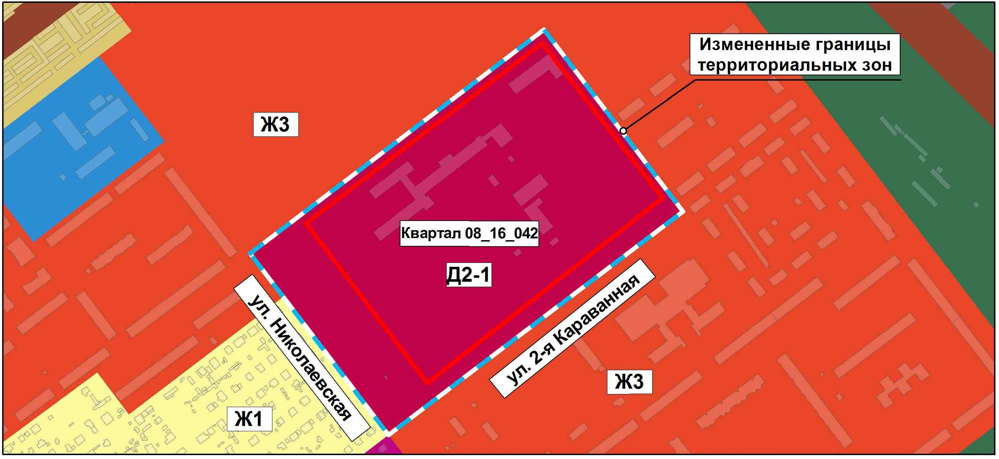 Измененные границы
территориальных зон
Ж3
Квартал 08_16_042
Д2-1
ул. Николаевская
ул. 2-я Караванная
Ж3
Ж1